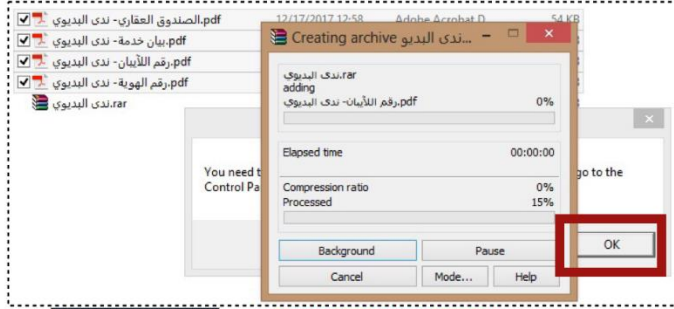 الصندوق العقاري- ندى البديوي.pdf 12/17/2017 12:58 Adobe Acrobat D 54 KB
بيان خدمة- ندى البديوي.pdf
رقم اللآيبان- ندى البديوي.pdf
رقم الهوية- ندى البديوي.pdf
ندى البديوي.rar
Creating archive ندى البديو...
ندى البديوي.rar
adding
رقم اللآيبان- ندى البديوي.pdf 0%
Elapsed time 00:00:00
Compression ratio 0%
Processed 15%
Background Pause
Cancel Mode... Help
You need t
go to the
Control Pa
OK